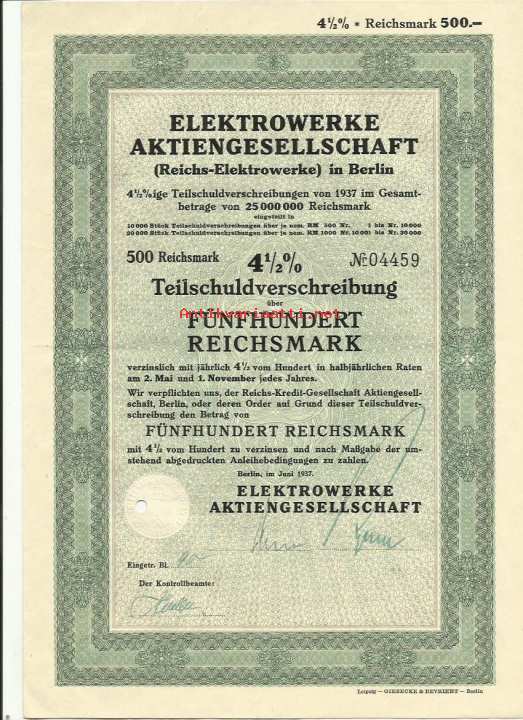 4½% * Reichsmark 500.—
ELEKTROWERKE
AKTIENGESELLSCHAFT
(Reichs-Elektrowerke) in Berlin
4½%ige Teilschuldverschreibungen von 1937 im Gesamt-
betrage von 25 000 000 Reichsmark
eingeteilt in
10 000 Stück Teilschuldverschreibungen über je nom. RM 500 Nr. 1 bis Nr. 10 000
20 000 Stück Teilschuldverschreibungen über je nom. RM 1000 Nr. 10 001 bis Nr. 30 000
500 Reichsmark 4½% № 04459
Teilschuldverschreibung
über
Antikvariaatti.net
FÜNFHUNDERT
REICHSMARK
verzinslich mit jährlich 4½ vom Hundert in halbjährlichen Raten
am 2. Mai und 1. November jedes Jahres.
Wir verpflichten uns, der Reichs-Kredit-Gesellschaft Aktiengesell-
schaft, Berlin, oder deren Order auf Grund dieser Teilschuldver-
schreibung den Betrag von
FÜNFHUNDERT REICHSMARK
mit 4½ vom Hundert zu verzinsen und nach Maßgabe der um-
stehend abgedruckten Anleihebedingungen zu zahlen.
Berlin, im Juni 1937.
ELEKTROWERKE
AKTIENGESELLSCHAFT
Eingetr. Bl.
Der Kontrollbeamte:
Leipzig — GIESECKE & DEVRIENT — Berlin